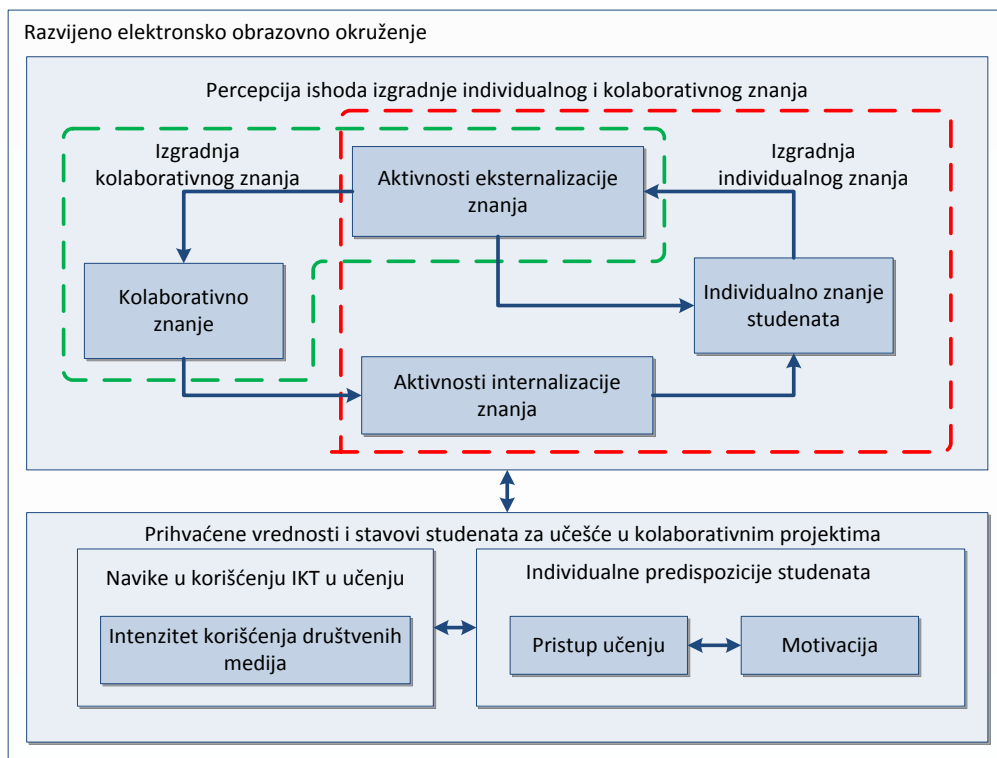 Razvijeno elektronsko obrazovno okruženje
Percepcija ishoda izgradnje individualnog i kolaborativnog znanja
Izgradnja
kolaborativnog znanja
Aktivnosti eksternalizacije
znanja
Izgradnja
individualnog znanja
Kolaborativno
znanje
Individualno znanje
studenata
Aktivnosti internalizacije
znanja
Prihvaćene vrednosti i stavovi studenata za učešće u kolaborativnim projektima
Navike u korišćenju IKT u učenju
Intenzitet korišćenja društvenih
medija
Individualne predispozicije studenata
Pristup učenju
Motivacija